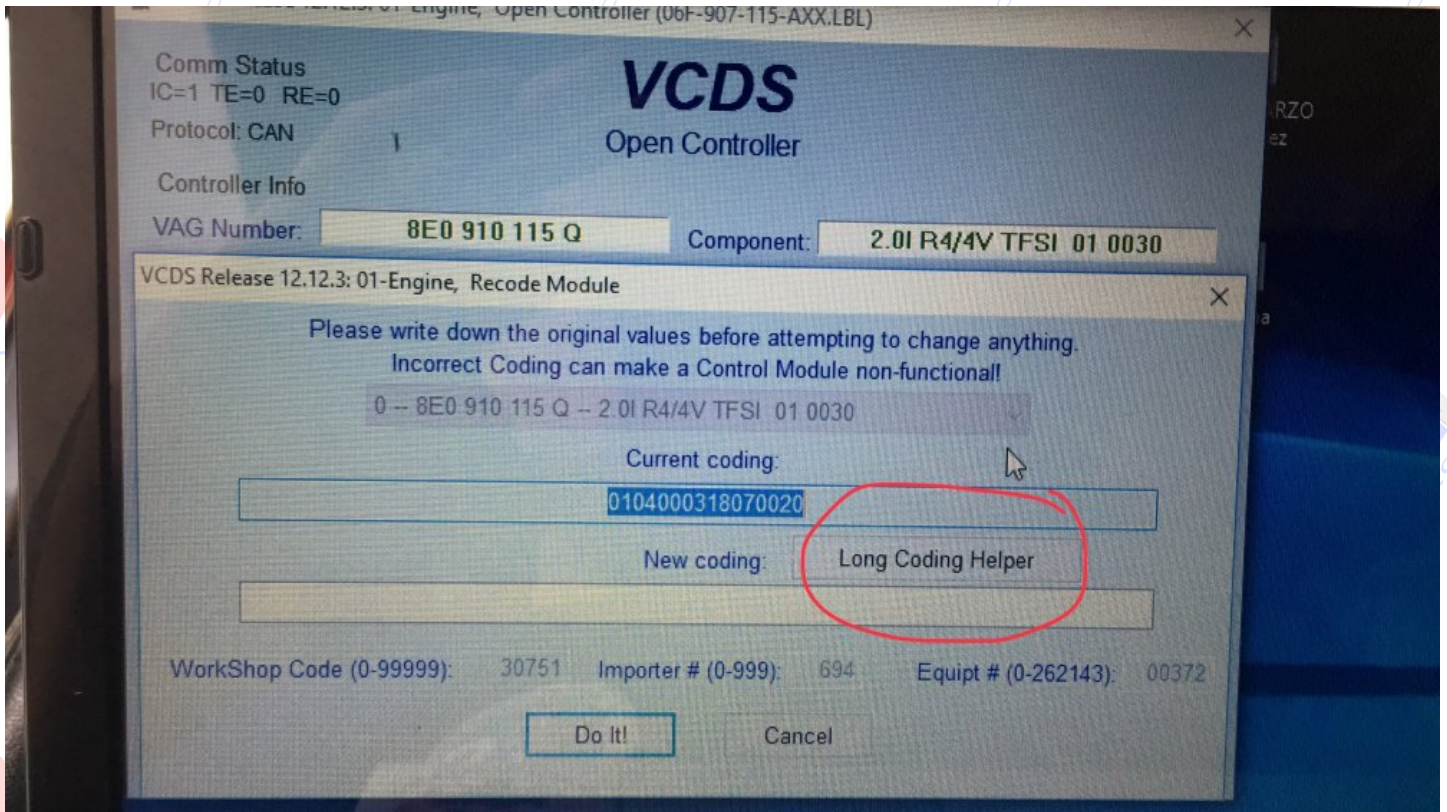 Engine, Open Controller (06F-907-115-AXX.LBL)
Comm Status
IC=1 TE=0 RE=0
Protocol: CAN
VCDS
Open Controller
Controller Info
VAG Number: 8E0 910 115 Q Component: 2.0l R4/4V TFSI 01 0030
VCDS Release 12.12.3: 01-Engine, Recode Module
Please write down the original values before attempting to change anything.
Incorrect Coding can make a Control Module non-functional!
0 -- 8E0 910 115 Q -- 2.0l R4/4V TFSI 01 0030
Current coding:
0104000318070020
New coding: Long Coding Helper
WorkShop Code (0-99999): 30751 Importer # (0-999): 694 Equipt # (0-262143): 00372
Do It! Cancel
RZO
ez
a